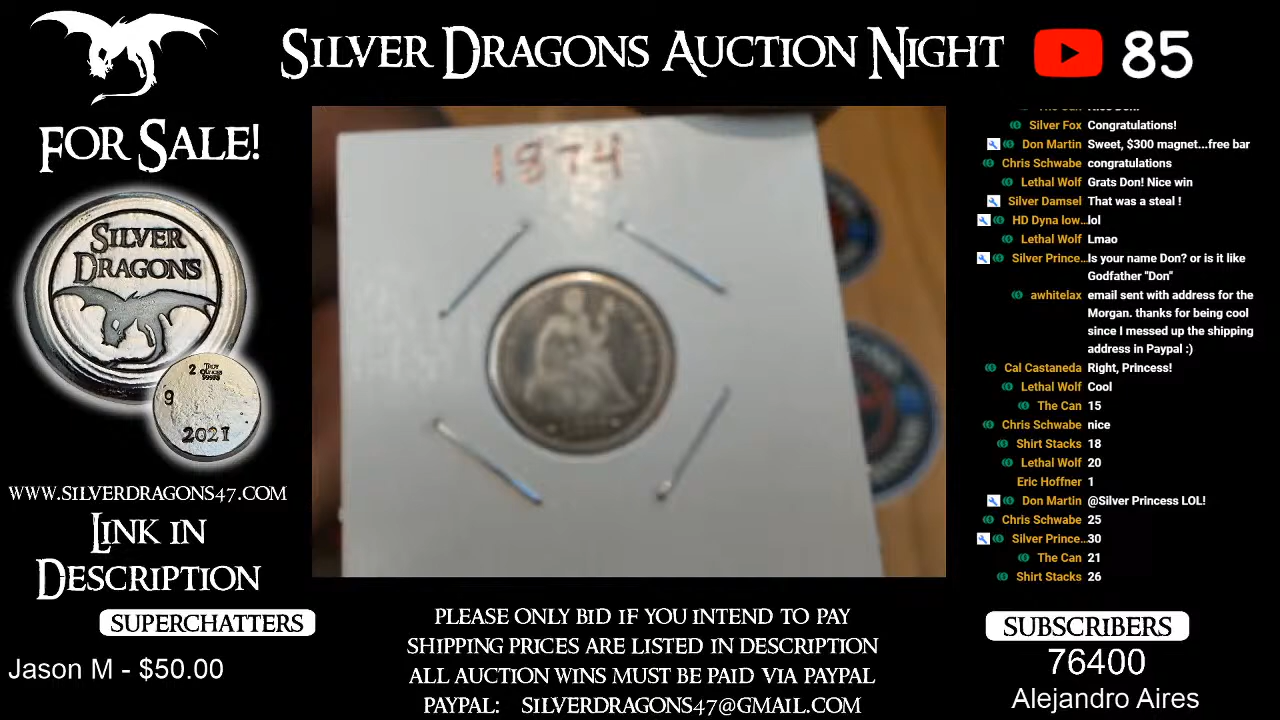 SILVER DRAGONS AUCTION NIGHT
85
FOR SALE!
SILVER
DRAGONS
2 TROY
OUNCES
9
2021
WWW.SILVERDRAGONS47.COM
LINK IN
DESCRIPTION
SUPERCHATTERS
Jason M - $50.00
1874
Silver Fox Congratulations!
Don Martin Sweet, $300 magnet...free bar
Chris Schwabe congratulations
Lethal Wolf Grats Don! Nice win
Silver Damsel That was a steal !
HD Dyna low... lol
Lethal Wolf Lmao
Silver Prince... Is your name Don? or is it like
Godfather "Don"
awhitelax email sent with address for the
Morgan. thanks for being cool
since I messed up the shipping
address in Paypal :)
Cal Castaneda Right, Princess!
Lethal Wolf Cool
The Can 15
Chris Schwabe nice
Shirt Stacks 18
Lethal Wolf 20
Eric Hoffner 1
Don Martin @Silver Princess LOL!
Chris Schwabe 25
Silver Prince... 30
The Can 21
Shirt Stacks 26
PLEASE ONLY BID IF YOU INTEND TO PAY
SHIPPING PRICES ARE LISTED IN DESCRIPTION
ALL AUCTION WINS MUST BE PAID VIA PAYPAL
PAYPAL: SILVERDRAGONS47@GMAIL.COM
SUBSCRIBERS
76400
Alejandro Aires